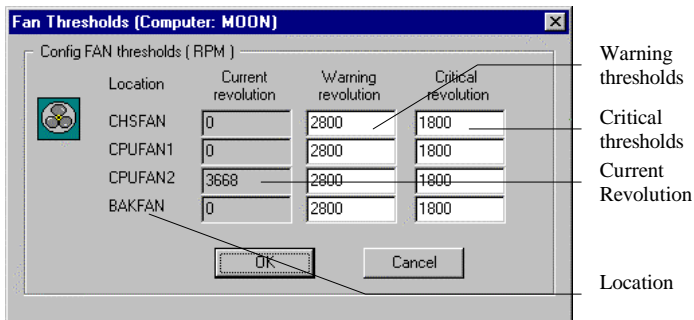 Fan Thresholds (Computer: MOON)
Config FAN thresholds ( RPM )
Location Current revolution Warning revolution Critical revolution
CHSFAN 0 2800 1800
CPUFAN1 0 2800 1800
CPUFAN2 3668 2800 1800
BAKFAN 0 2800 1800
OK Cancel
Warning
thresholds
Critical
thresholds
Current
Revolution
Location